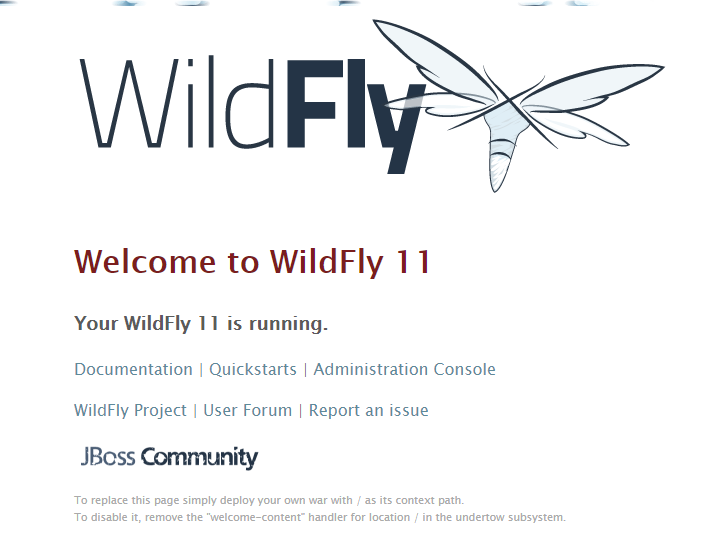 WildFly
Welcome to WildFly 11
Your WildFly 11 is running.
Documentation | Quickstarts | Administration Console
WildFly Project | User Forum | Report an issue
JBoss Community
To replace this page simply deploy your own war with / as its context path.
To disable it, remove the "welcome-content" handler for location / in the undertow subsystem.